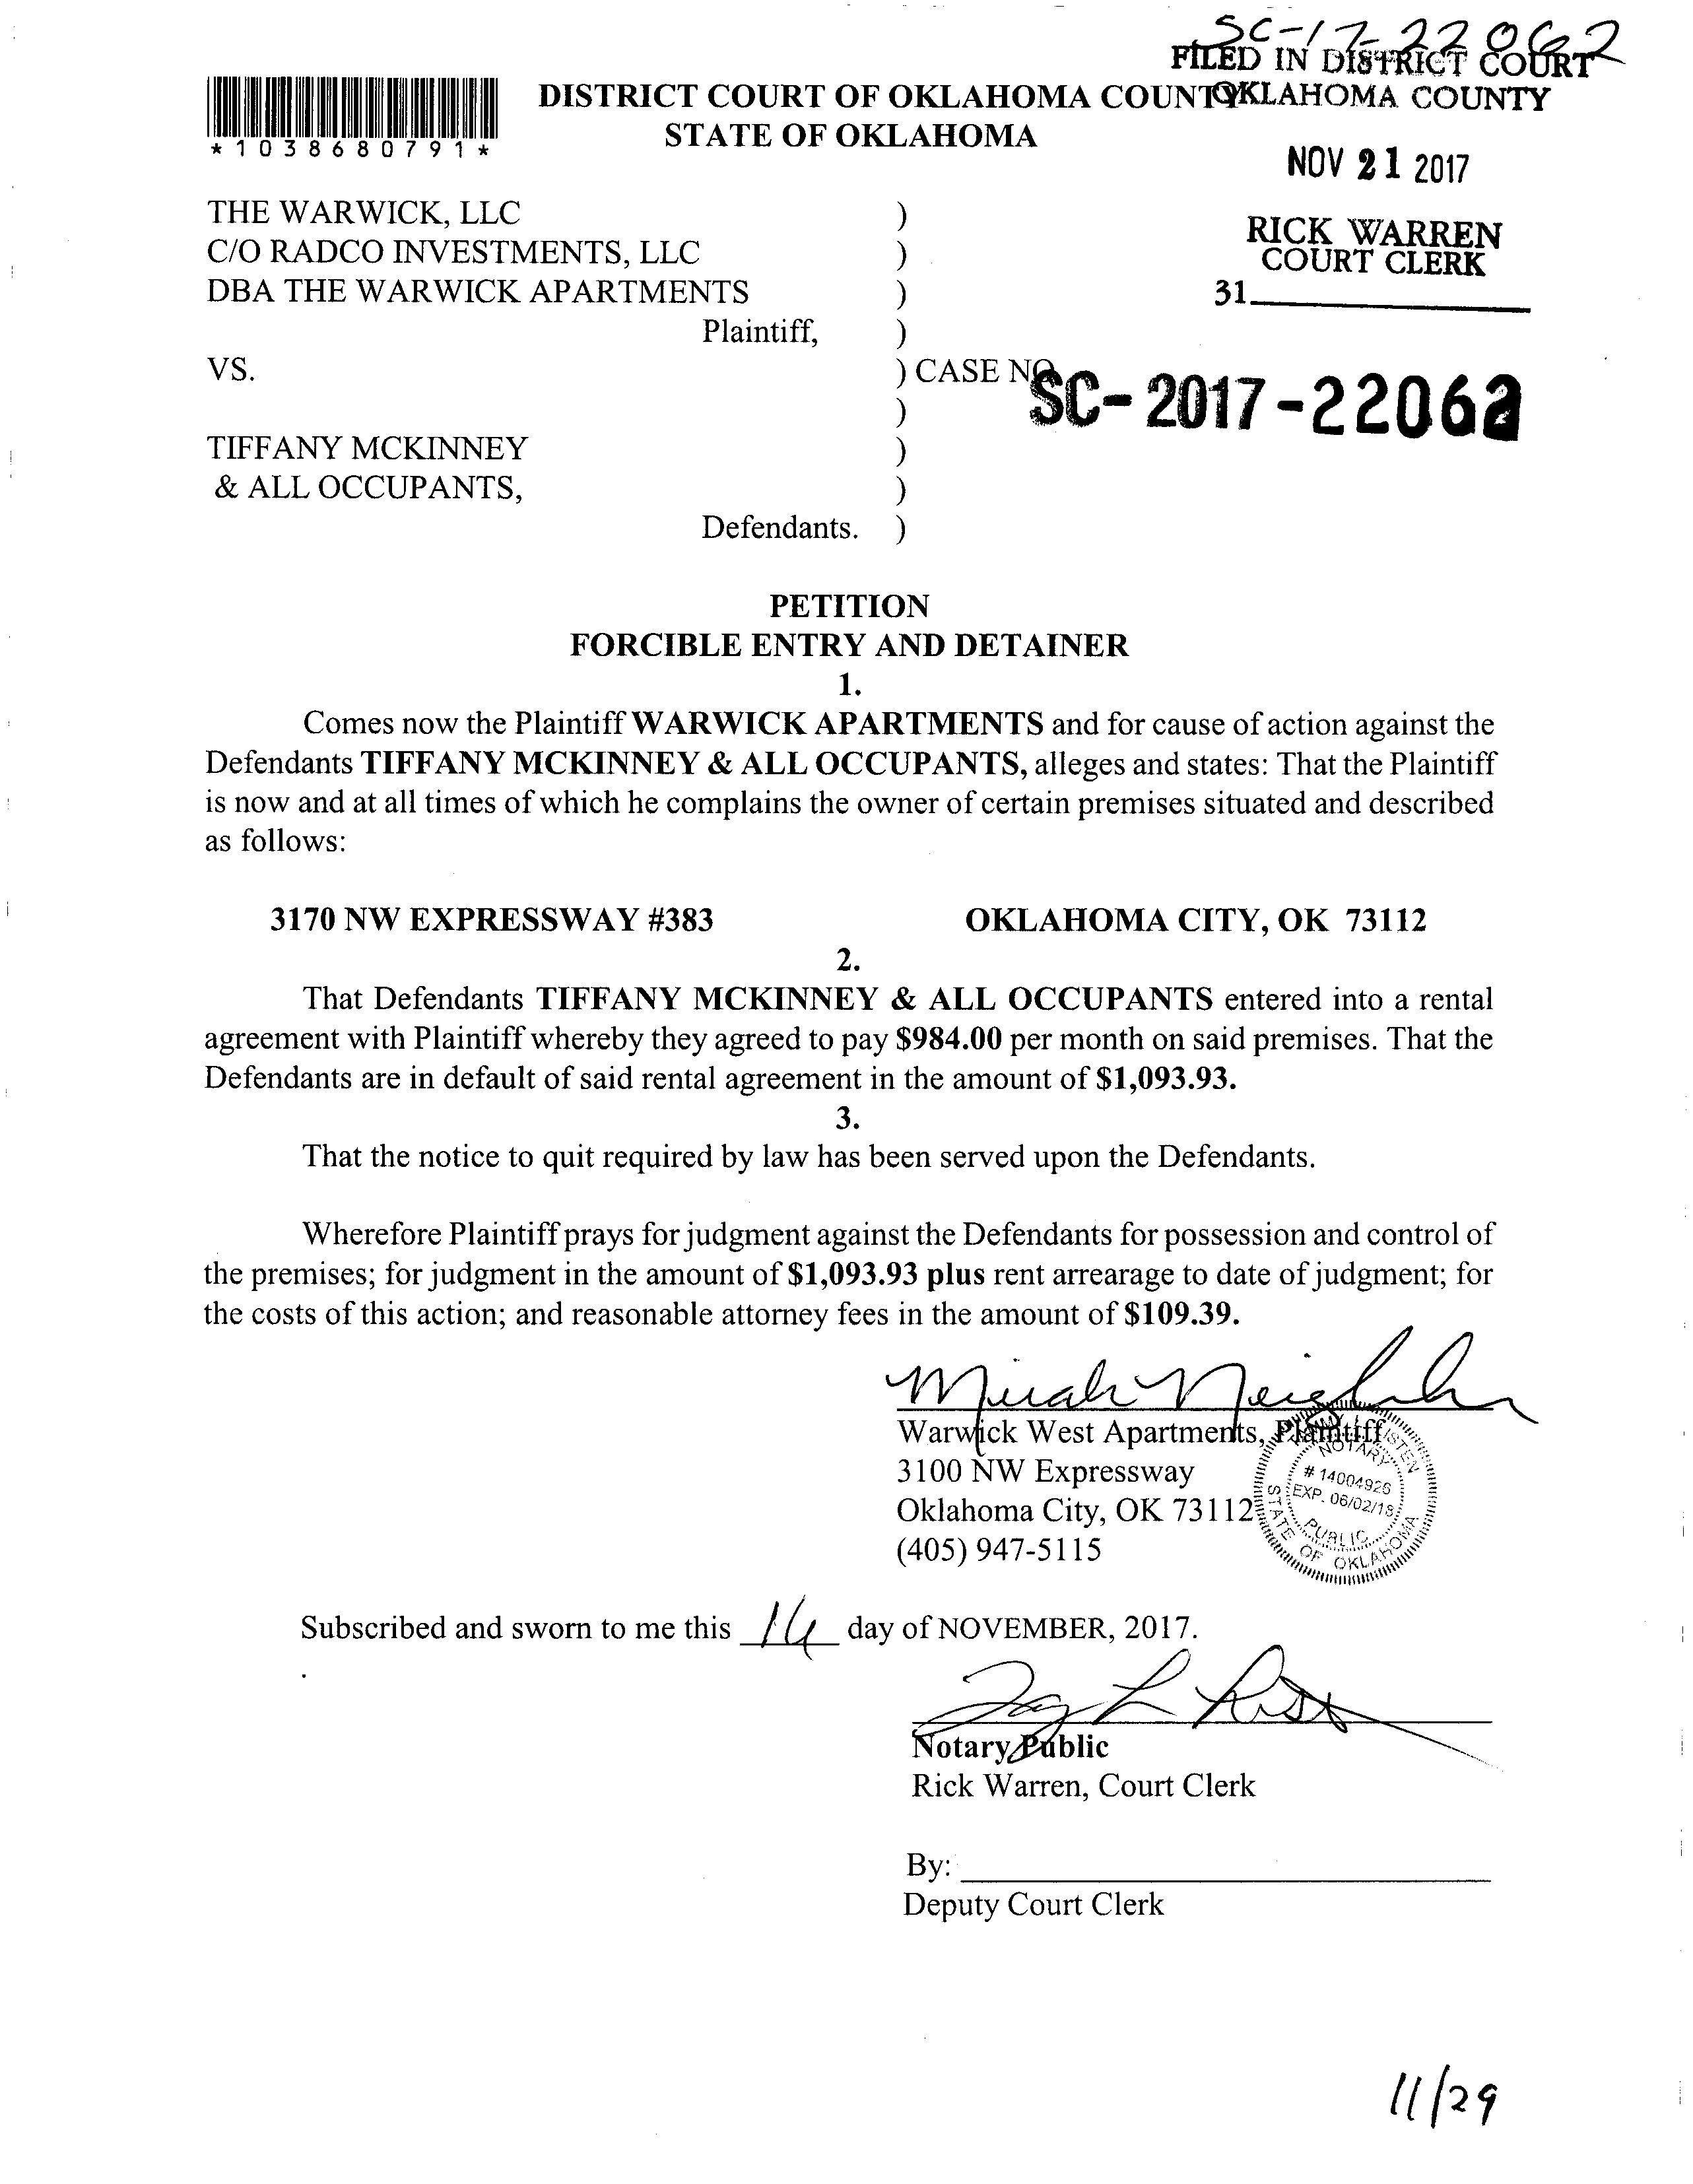 SC-17-22062
FILED IN DISTRICT COURT
OKLAHOMA COUNTY
DISTRICT COURT OF OKLAHOMA COUNTY
STATE OF OKLAHOMA
*1038680791*
NOV 21 2017
RICK WARREN
COURT CLERK
31
THE WARWICK, LLC )
C/O RADCO INVESTMENTS, LLC )
DBA THE WARWICK APARTMENTS )
Plaintiff, )
VS. ) CASE NO
SC-2017-22062
)
TIFFANY MCKINNEY )
& ALL OCCUPANTS, )
Defendants. )
PETITION
FORCIBLE ENTRY AND DETAINER
1.
Comes now the Plaintiff WARWICK APARTMENTS and for cause of action against the
Defendants TIFFANY MCKINNEY & ALL OCCUPANTS, alleges and states: That the Plaintiff
is now and at all times of which he complains the owner of certain premises situated and described
as follows:
3170 NW EXPRESSWAY #383 OKLAHOMA CITY, OK 73112
2.
That Defendants TIFFANY MCKINNEY & ALL OCCUPANTS entered into a rental
agreement with Plaintiff whereby they agreed to pay $984.00 per month on said premises. That the
Defendants are in default of said rental agreement in the amount of $1,093.93.
3.
That the notice to quit required by law has been served upon the Defendants.
Wherefore Plaintiff prays for judgment against the Defendants for possession and control of
the premises; for judgment in the amount of $1,093.93 plus rent arrearage to date of judgment; for
the costs of this action; and reasonable attorney fees in the amount of $109.39.
Warwick West Apartments, Plaintiff
3100 NW Expressway
Oklahoma City, OK 73112
(405) 947-5115
NOTARY
# 14004926
EXP. 06/02/18
PUBLIC
STATE OF OKLAHOMA
Subscribed and sworn to me this 14 day of NOVEMBER, 2017.
Notary Public
Rick Warren, Court Clerk
By:
Deputy Court Clerk
11/29